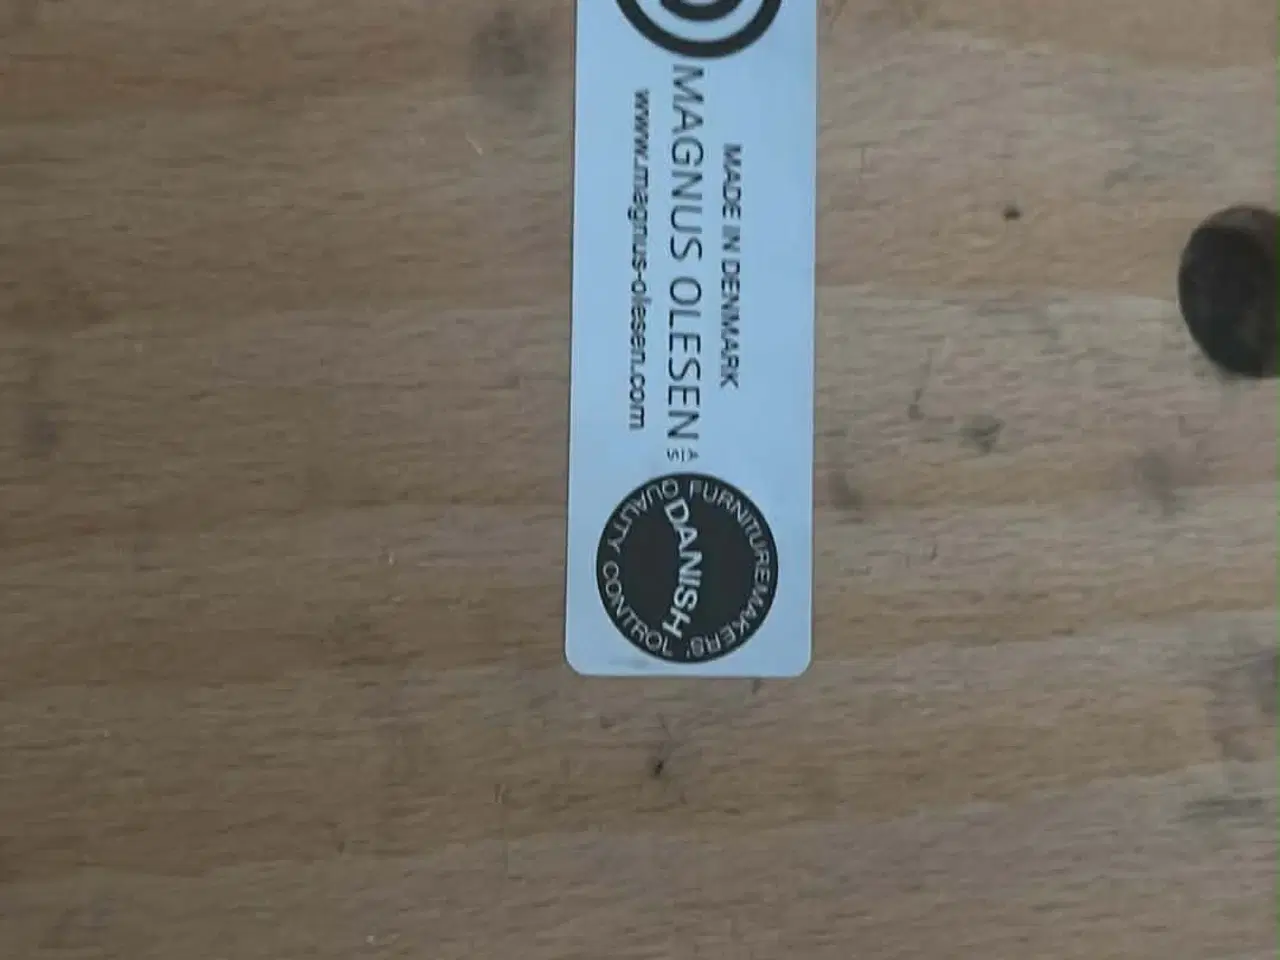 MADE IN DENMARK
MAGNUS OLESEN A/S
www.magnus-olesen.com
FURNITUREMAKERS'
DANISH
QUALITY CONTROL